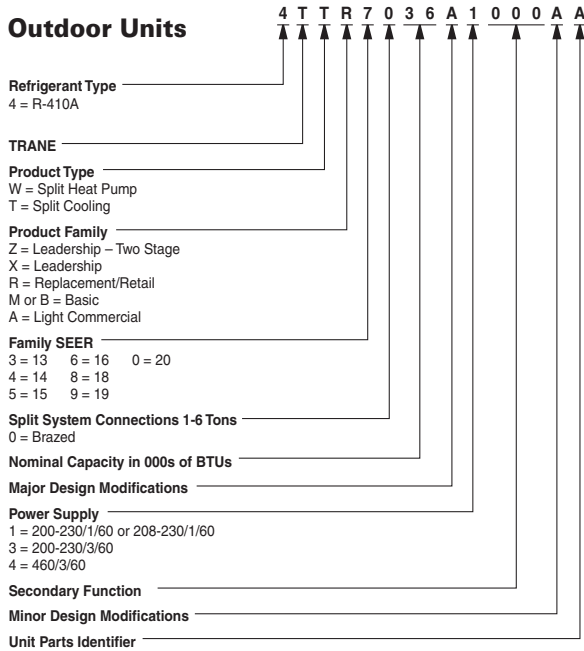 Outdoor Units
4 T T R 7 0 3 6 A 1 0 0 0 A A
Refrigerant Type
4 = R-410A
TRANE
Product Type
W = Split Heat Pump
T = Split Cooling
Product Family
Z = Leadership – Two Stage
X = Leadership
R = Replacement/Retail
M or B = Basic
A = Light Commercial
Family SEER
3 = 13 6 = 16 0 = 20
4 = 14 8 = 18
5 = 15 9 = 19
Split System Connections 1-6 Tons
0 = Brazed
Nominal Capacity in 000s of BTUs
Major Design Modifications
Power Supply
1 = 200-230/1/60 or 208-230/1/60
3 = 200-230/3/60
4 = 460/3/60
Secondary Function
Minor Design Modifications
Unit Parts Identifier